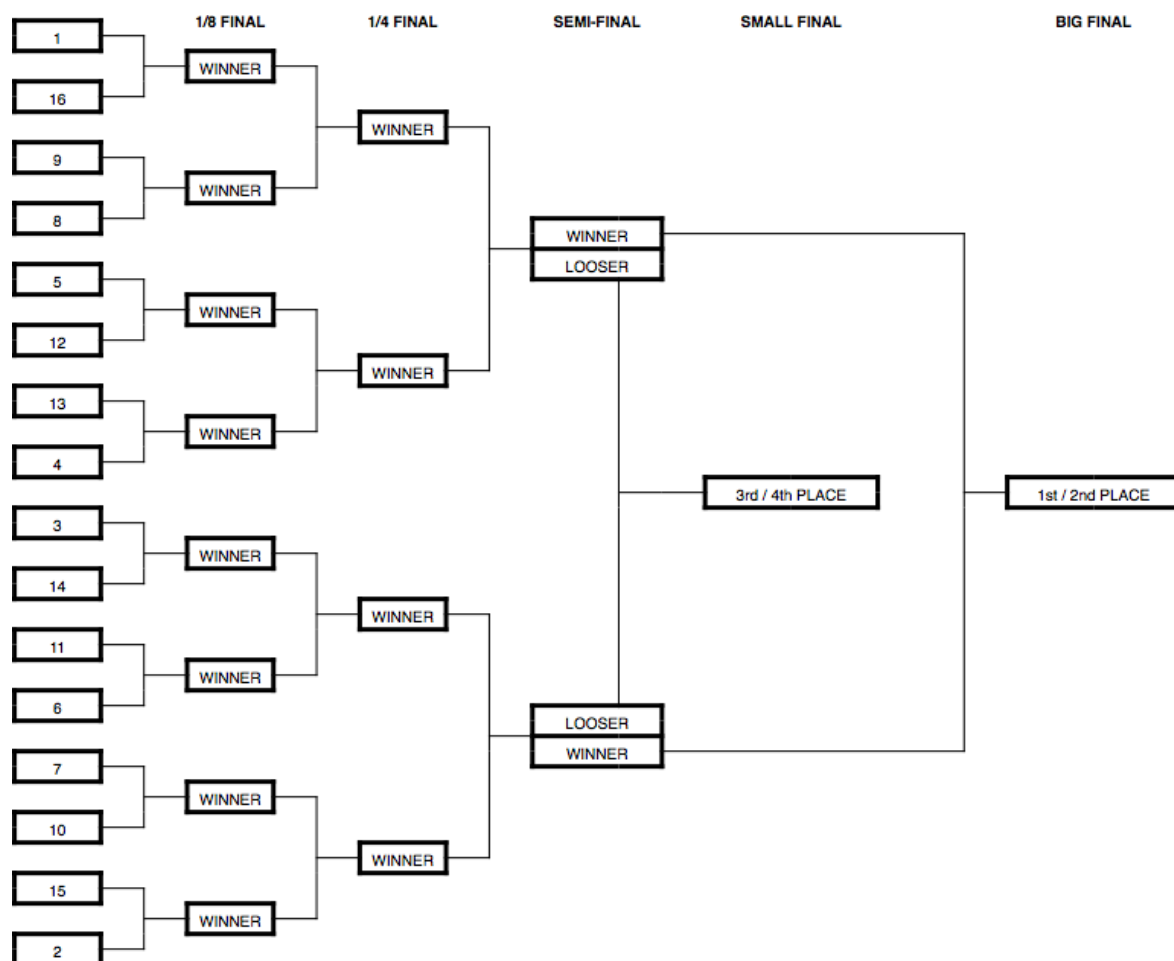 1/8 FINAL 1/4 FINAL SEMI-FINAL SMALL FINAL BIG FINAL
1
WINNER
16
WINNER
9
WINNER
8
WINNER
LOOSER
5
WINNER
12
WINNER
13
WINNER
4
3rd / 4th PLACE 1st / 2nd PLACE
3
WINNER
14
WINNER
11
WINNER
6
LOOSER
WINNER
7
WINNER
10
WINNER
15
WINNER
2